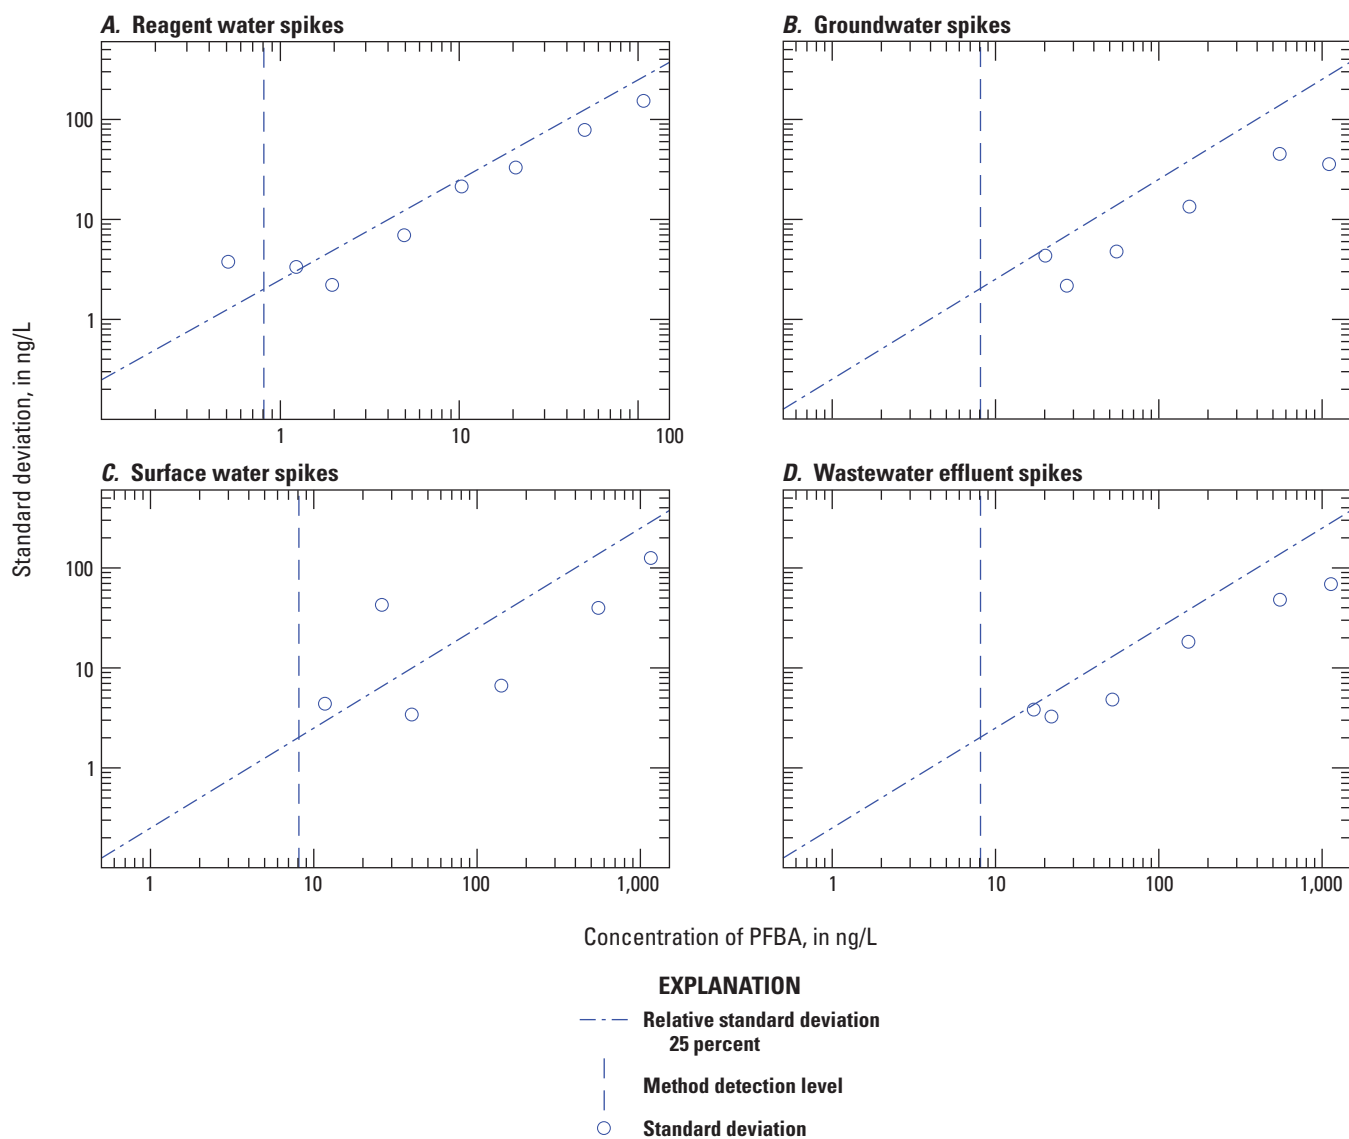 A. Reagent water spikes
B. Groundwater spikes
100
10
1
1 10 100
C. Surface water spikes
D. Wastewater effluent spikes
100
10
1
1 10 100 1,000
1 10 100 1,000
Standard deviation, in ng/L
Concentration of PFBA, in ng/L
EXPLANATION
Relative standard deviation
25 percent
Method detection level
Standard deviation